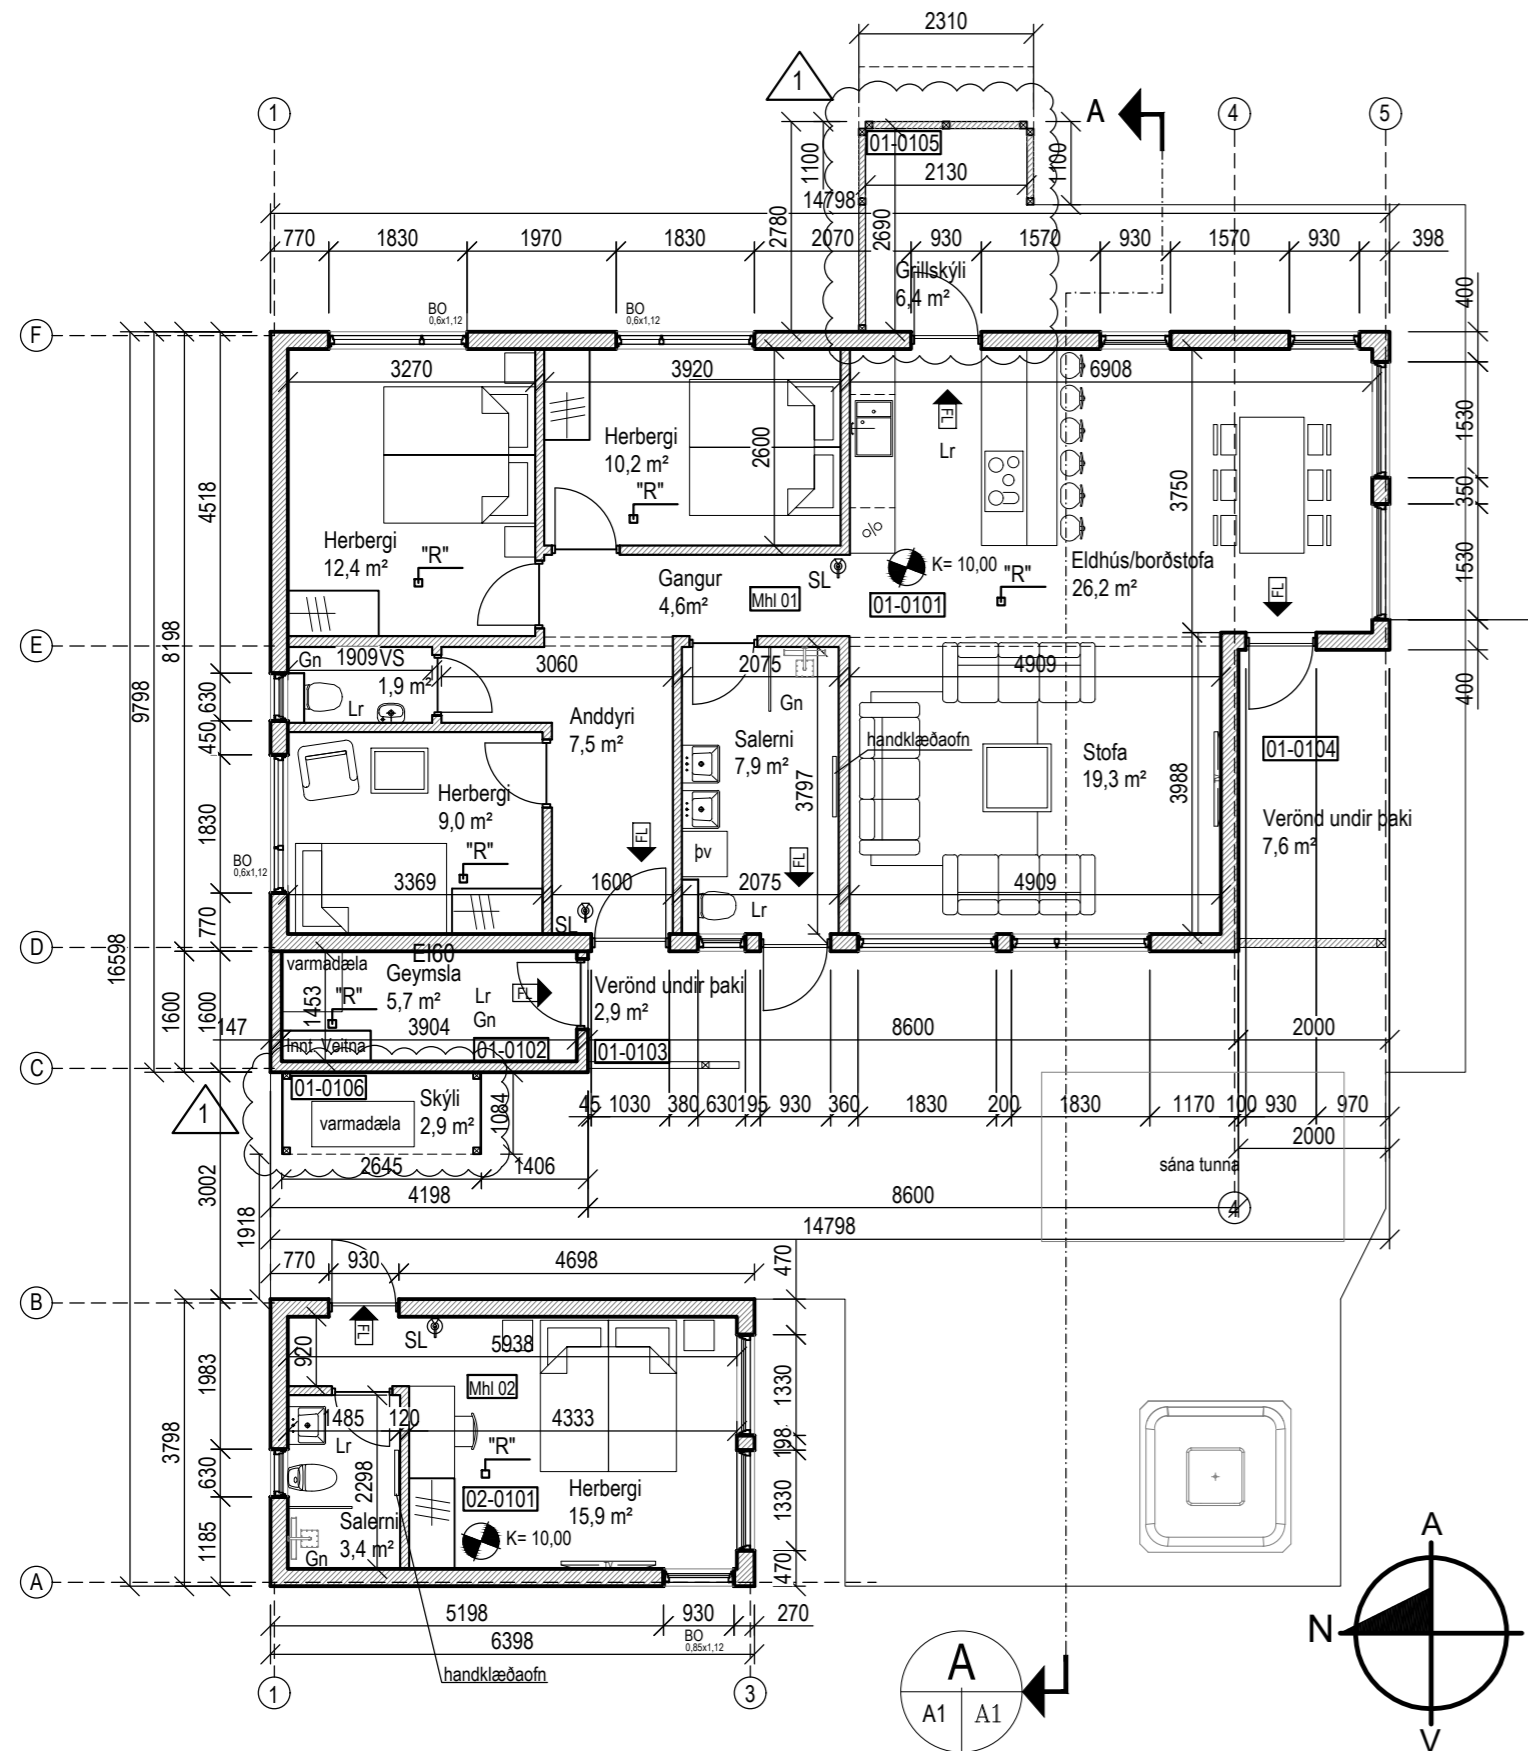 2310
1
1
A
4
5
01-0105
1100
1100
2130
14798
2780
2690
770
1830
1970
1830
2070
930
1570
930
1570
930
398
Grillskýli
6,4 m²
400
BO
0,6x1,12
BO
0,6x1,12
F
3270
3920
6908
1530
Herbergi
10,2 m²
"R"
2600
FL
Lr
3750
350
4518
Herbergi
12,4 m²
"R"
SL
K= 10,00
"R"
Eldhús/borðstofa
26,2 m²
1530
Gangur
4,6m²
Mhl 01
01-0101
FL
8198
9798
16598
E
Gn
1909
VS
1,9 m²
Lr
3060
2075
4909
400
630
450
Gn
Anddyri
7,5 m²
Salerni
7,9 m²
handklæðaofn
Stofa
19,3 m²
01-0104
3797
3988
Verönd undir þaki
7,6 m²
1830
Herbergi
9,0 m²
"R"
FL
þv
FL
BO
0,6x1,12
3369
1600
2075
4909
770
SL
Lr
D
EI60
varmadæla
Geymsla
5,7 m²
"R"
1453
Lr
Gn
FL
Verönd undir þaki
2,9 m²
1600
1600
147
3904
8600
2000
Innt. Veitna
01-0102
01-0103
C
01-0106
Skýli
2,9 m²
varmadæla
1084
1
45
1030
380
630
195
930
360
1830
200
1830
1170
100
930
970
2000
sána tunna
3002
2645
1406
4198
8600
4
1918
14798
770
930
4698
470
B
FL
SL
920
5938
1983
1330
Mhl 02
1485
120
4333
Lr
"R"
198
3798
630
2298
02-0101
Herbergi
15,9 m²
1330
Salerni
3,4 m²
K= 10,00
1185
Gn
TV
470
A
5198
930
270
BO
0,85x1,12
6398
handklæðaofn
1
3
A
A1
A1
A
N
V